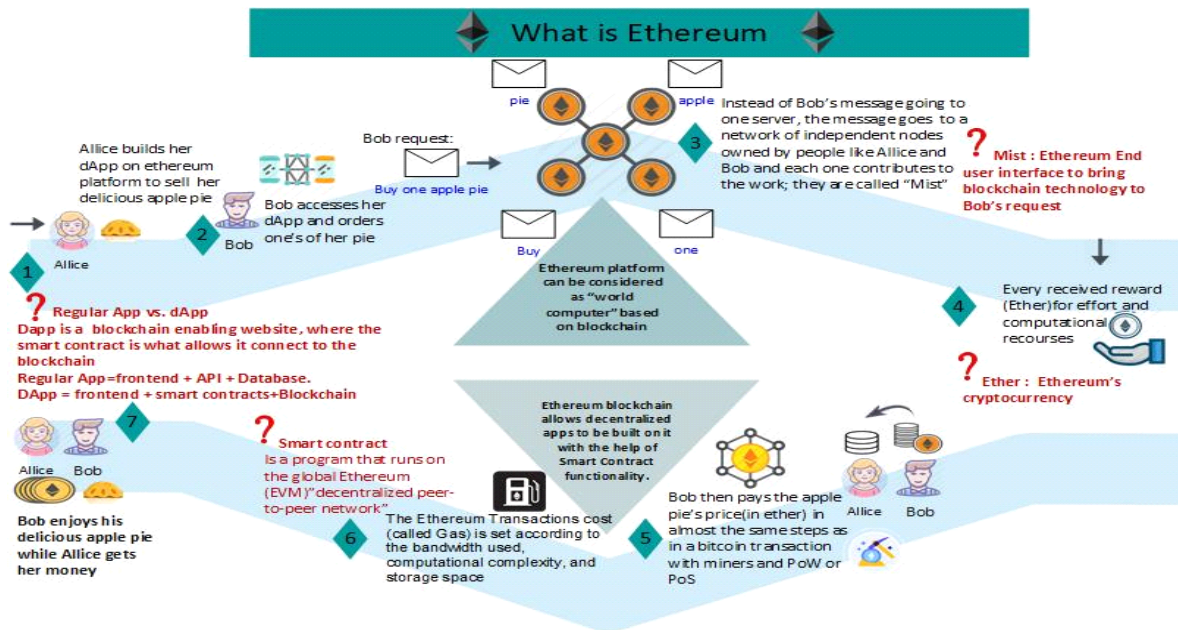 What is Ethereum
pie
apple
Bob request:
Buy one apple pie
Buy
one
Allice builds her
dApp on ethereum
platform to sell her
delicious apple pie
1
Allice
2
Bob
Bob accesses her
dApp and orders
one's of her pie
3
Instead of Bob's message going to
one server, the message goes to a
network of independent nodes
owned by people like Allice and
Bob and each one contributes to
the work; they are called "Mist"
? Mist : Ethereum End
user interface to bring
blockchain technology to
Bob's request
? Regular App vs. dApp
Dapp is a blockchain enabling website, where the
smart contract is what allows it connect to the
blockchain
Regular App=frontend + API + Database.
DApp = frontend + smart contracts+Blockchain
Ethereum platform
can be considered
as "world
computer" based
on blockchain
4
Every received reward
(Ether)for effort and
computational
recourses
? Ether : Ethereum's
cryptocurrency
Ethereum blockchain
allows decentralized
apps to be built on it
with the help of
Smart Contract
functionality.
5
Bob then pays the apple
pie's price(in ether) in
almost the same steps as
in a bitcoin transaction
with miners and PoW or
PoS
Allice
Bob
? Smart contract
Is a program that runs on
the global Ethereum
(EVM)"decentralized peer-
to-peer network"
6
The Ethereum Transactions cost
(called Gas) is set according to
the bandwidth used,
computational complexity, and
storage space
7
Allice
Bob
Bob enjoys his
delicious apple pie
while Allice gets
her money